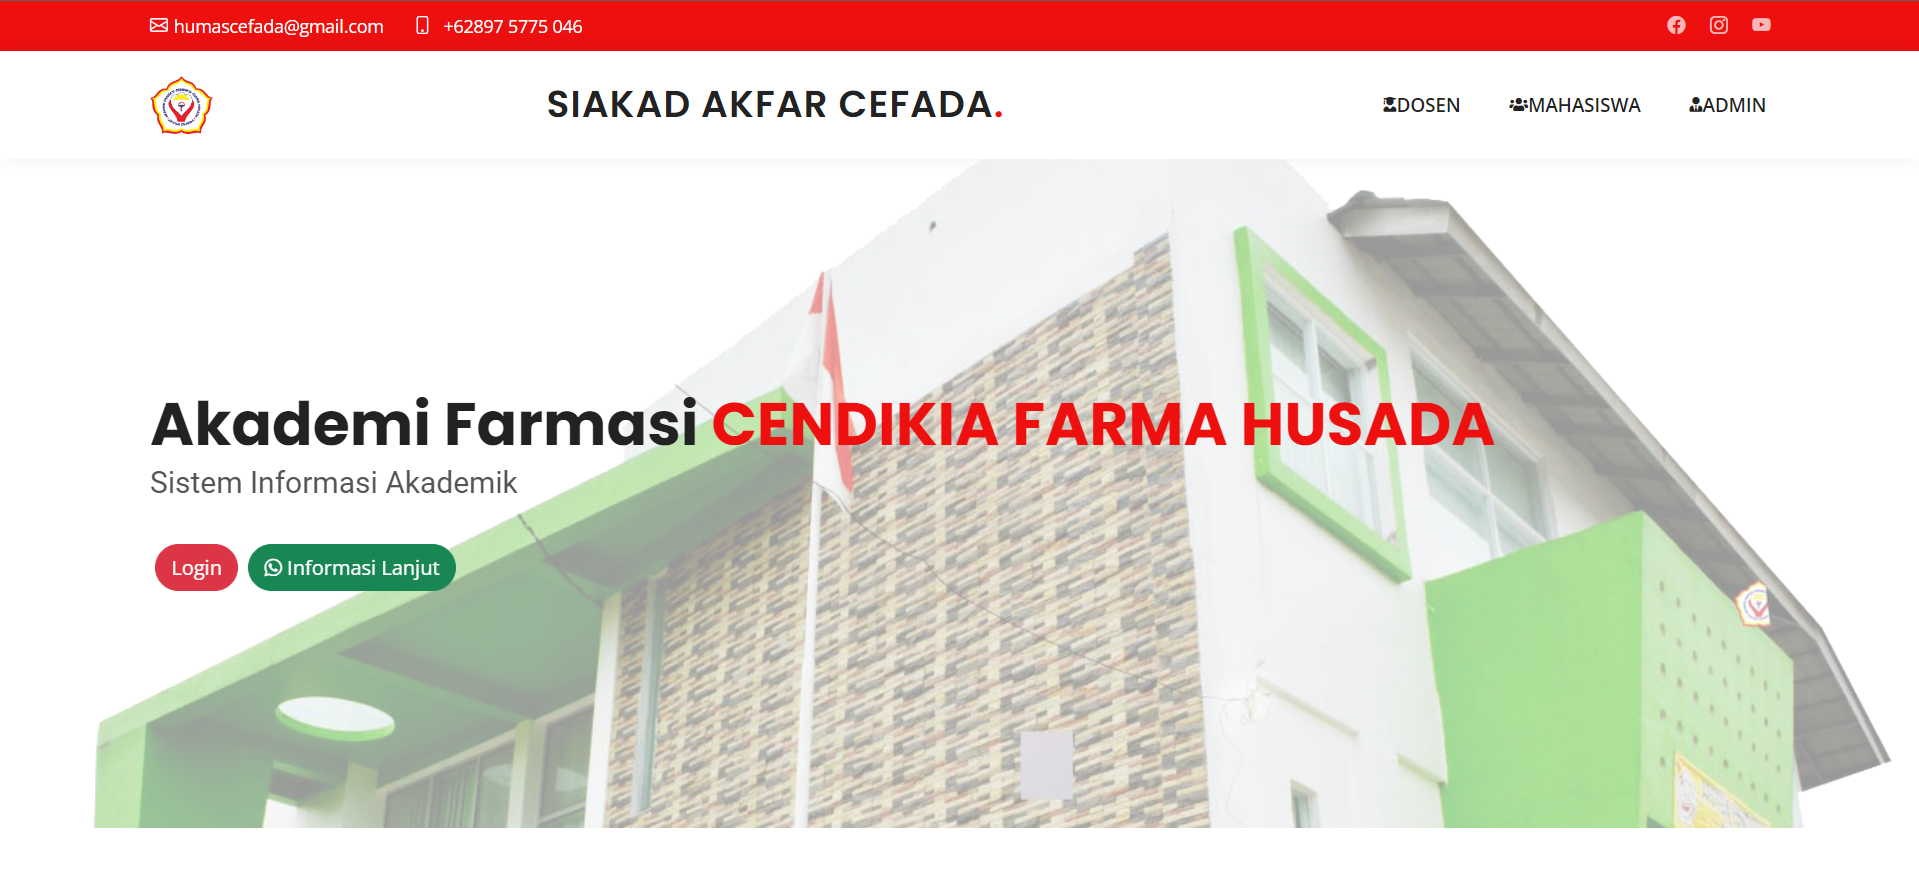 humascefada@gmail.com +62897 5775 046
SIAKAD AKFAR CEFADA.
DOSEN MAHASISWA ADMIN
Akademi Farmasi CENDIKIA FARMA HUSADA
Sistem Informasi Akademik
Login Informasi Lanjut